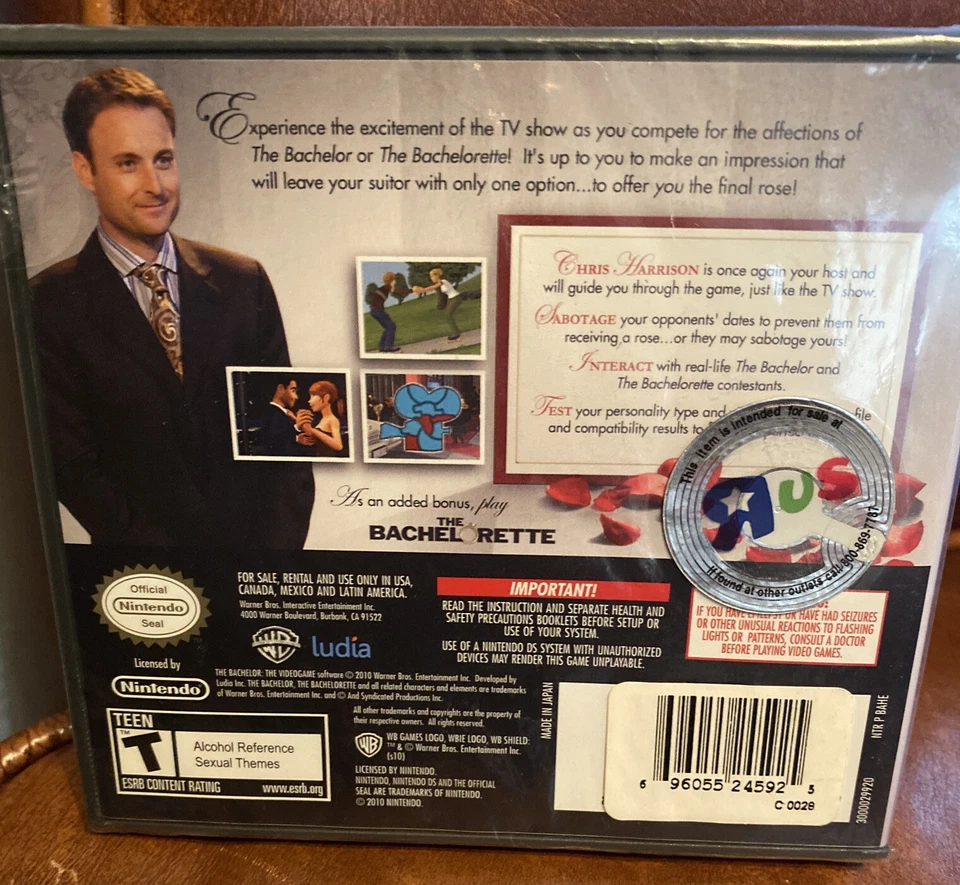 Experience the excitement of the TV show as you compete for the affections of
The Bachelor or The Bachelorette! It's up to you to make an impression that
will leave your suitor with only one option...to offer you the final rose!
CHRIS HARRISON is once again your host and
will guide you through the game, just like the TV show.
SABOTAGE your opponents' dates to prevent them from
receiving a rose...or they may sabotage yours!
INTERACT with real-life The Bachelor and
The Bachelorette contestants.
TEST your personality type and file
and compatibility results to
This item is intended for sale at
R US
If found at other outlets call 800-869-7787
As an added bonus, play
THE
BACHELORETTE
Official
Nintendo
Seal
Licensed by
Nintendo
FOR SALE, RENTAL AND USE ONLY IN USA,
CANADA, MEXICO AND LATIN AMERICA.
Warner Bros. Interactive Entertainment Inc.
4000 Warner Boulevard, Burbank, CA 91522
WB ludia
IMPORTANT!
READ THE INSTRUCTION AND SEPARATE HEALTH AND
SAFETY PRECAUTIONS BOOKLETS BEFORE SETUP OR
USE OF YOUR SYSTEM.
USE OF A NINTENDO DS SYSTEM WITH UNAUTHORIZED
DEVICES MAY RENDER THIS GAME UNPLAYABLE.
IF YOU HAVE OR HAVE HAD SEIZURES
OR OTHER UNUSUAL REACTIONS TO FLASHING
LIGHTS OR PATTERNS, CONSULT A DOCTOR
BEFORE PLAYING VIDEO GAMES.
THE BACHELOR: THE VIDEOGAME software © 2010 Warner Bros. Entertainment Inc. Developed by
Ludia Inc. THE BACHELOR, THE BACHELORETTE and all related characters and elements are trademarks
of Warner Bros. Entertainment Inc. and © And Syndicated Productions Inc.
All other trademarks and copyrights are the property of
their respective owners. All rights reserved.
WB
WB GAMES LOGO, WBIE LOGO, WB SHIELD:
™ & © Warner Bros. Entertainment Inc.
(s10)
LICENSED BY NINTENDO.
NINTENDO, NINTENDO DS AND THE OFFICIAL
SEAL ARE TRADEMARKS OF NINTENDO.
© 2010 NINTENDO.
TEEN
T
™
Alcohol Reference
Sexual Themes
ESRB CONTENT RATING www.esrb.org
MADE IN JAPAN
6 96055 24592 5
C 0028
3000029920
NTR P BAHE